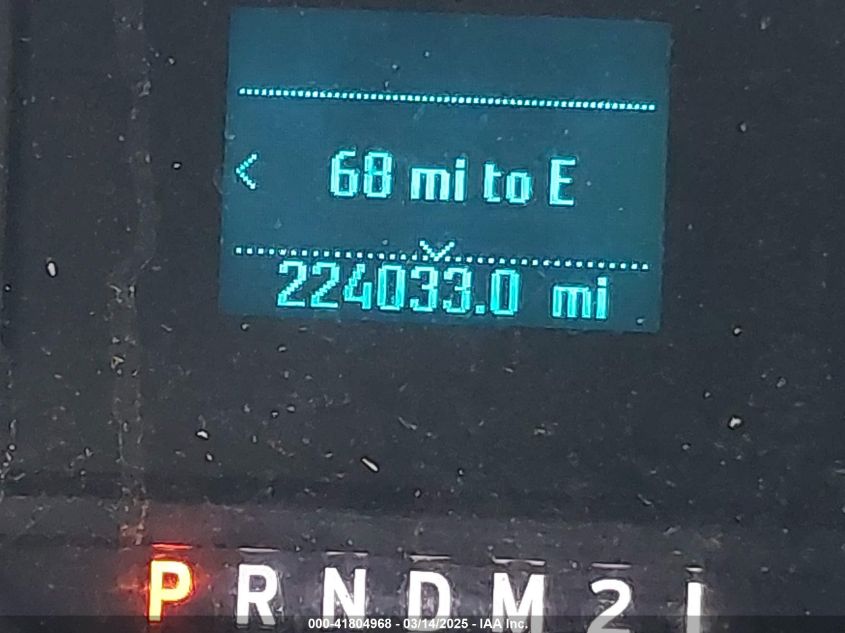 < 68 mi to E
224033.0 mi
P R N D M 2 1
000-41804968 - 03/14/2025 - IAA Inc.